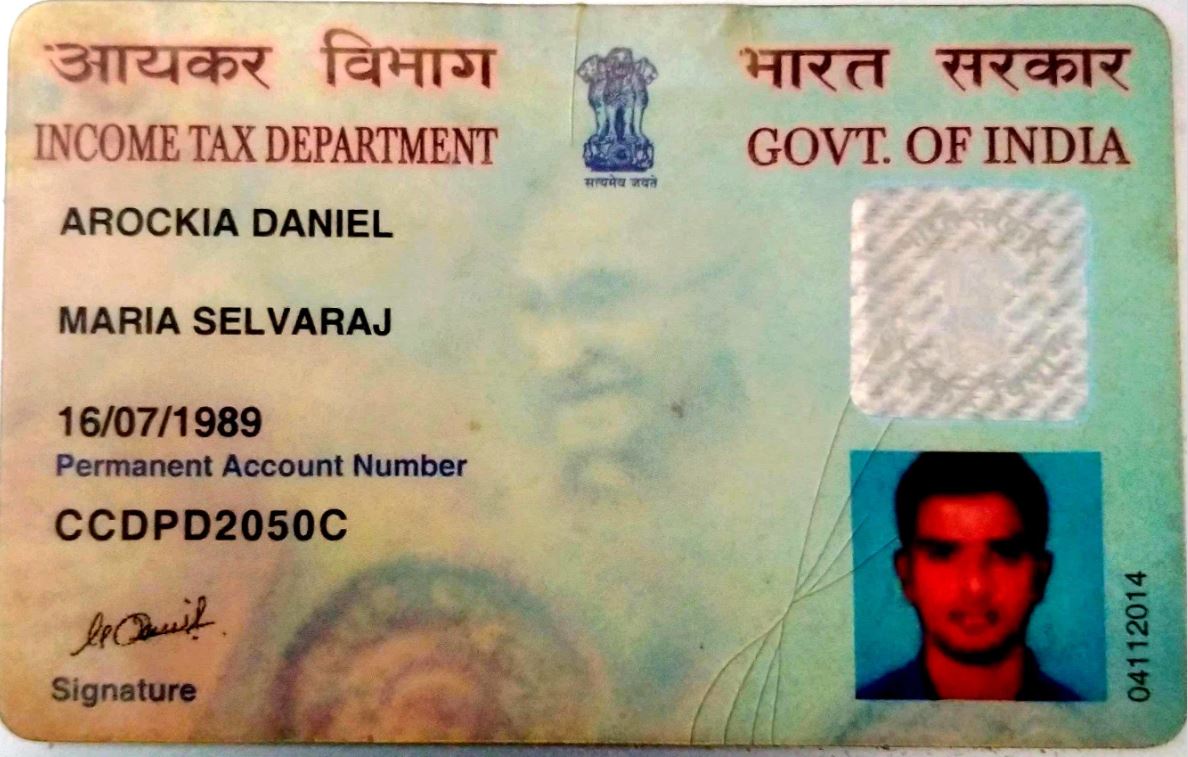 आयकर विभाग
INCOME TAX DEPARTMENT
सत्यमेव जयते
भारत सरकार
GOVT. OF INDIA
AROCKIA DANIEL
MARIA SELVARAJ
16/07/1989
Permanent Account Number
CCDPD2050C
Signature
04112014